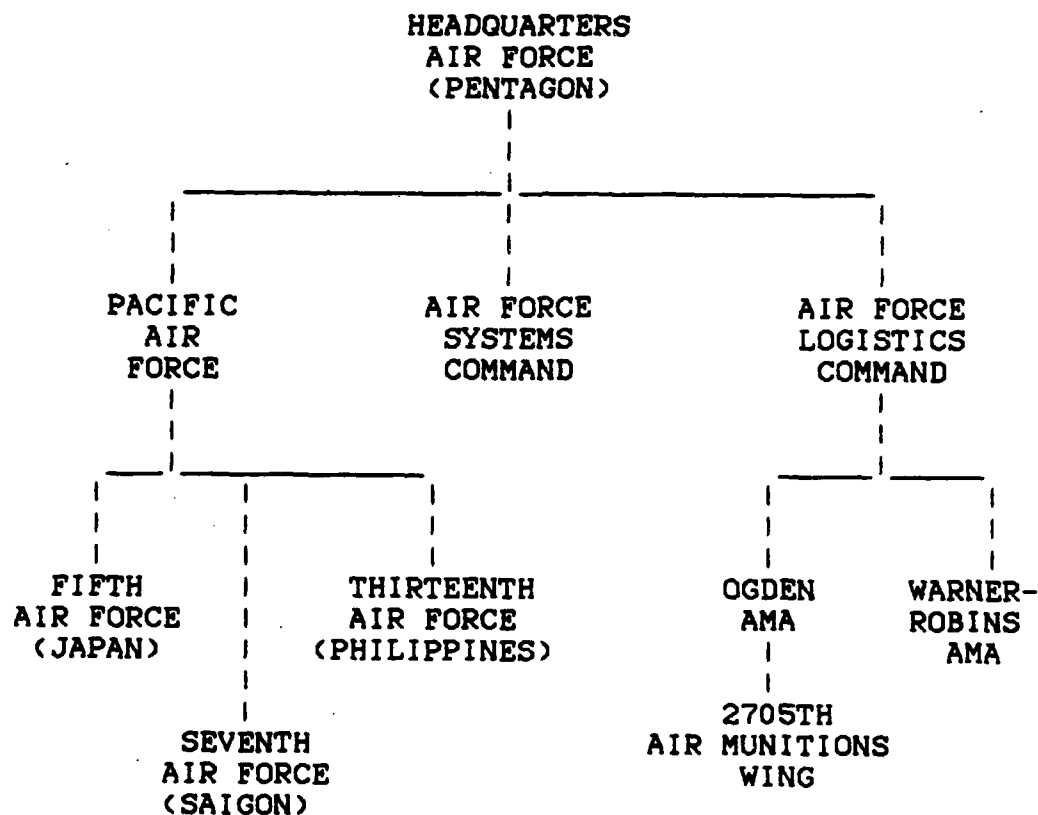 HEADQUARTERS
AIR FORCE
(PENTAGON)
PACIFIC
AIR
FORCE
AIR FORCE
SYSTEMS
COMMAND
AIR FORCE
LOGISTICS
COMMAND
FIFTH
AIR FORCE
(JAPAN)
SEVENTH
AIR FORCE
(SAIGON)
THIRTEENTH
AIR FORCE
(PHILIPPINES)
OGDEN
AMA
2705TH
AIR MUNITIONS
WING
WARNER-
ROBINS
AMA